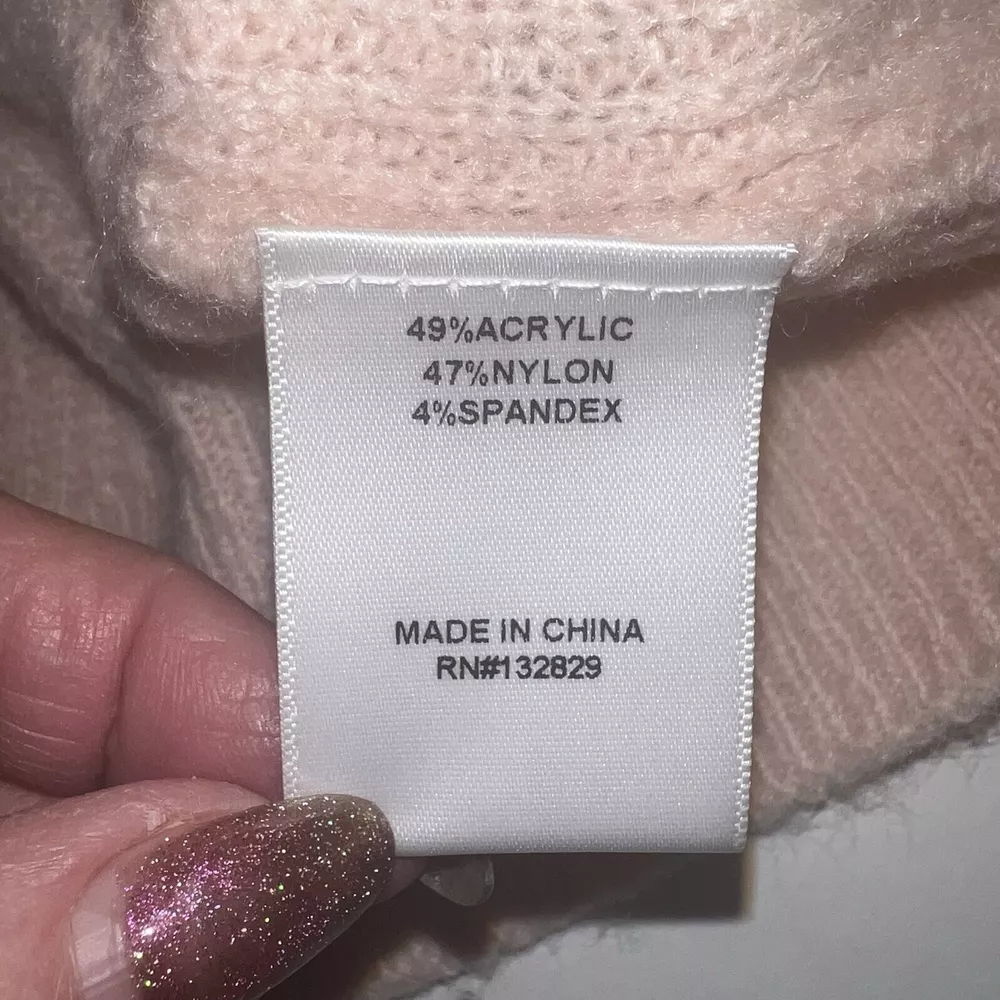 49%ACRYLIC
47%NYLON
4%SPANDEX
MADE IN CHINA
RN#132829